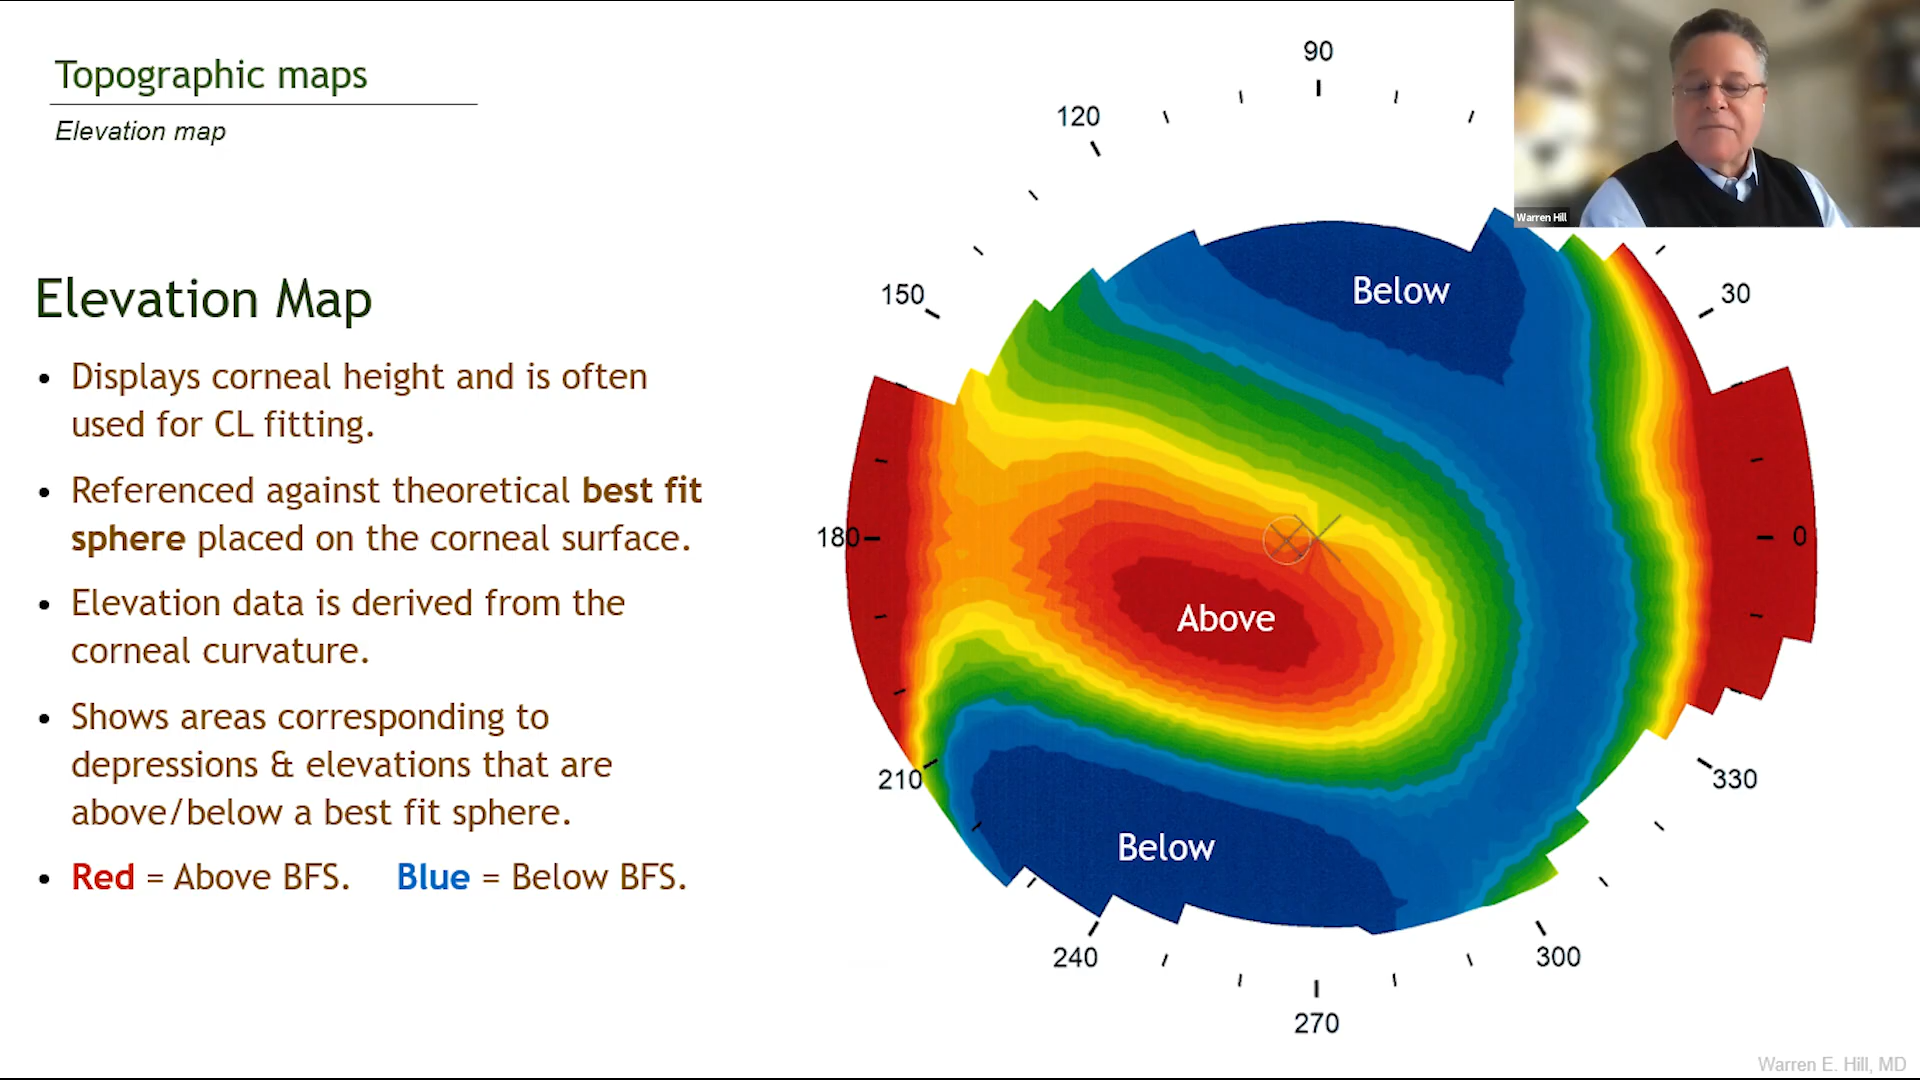 Topographic maps
Elevation map
Elevation Map
• Displays corneal height and is often
used for CL fitting.
• Referenced against theoretical best fit
sphere placed on the corneal surface.
• Elevation data is derived from the
corneal curvature.
• Shows areas corresponding to
depressions & elevations that are
above/below a best fit sphere.
• Red = Above BFS. Blue = Below BFS.
90
120
150
30
180
0
210
330
240
300
270
Below
Above
Below
Warren Hill
Warren E. Hill, MD